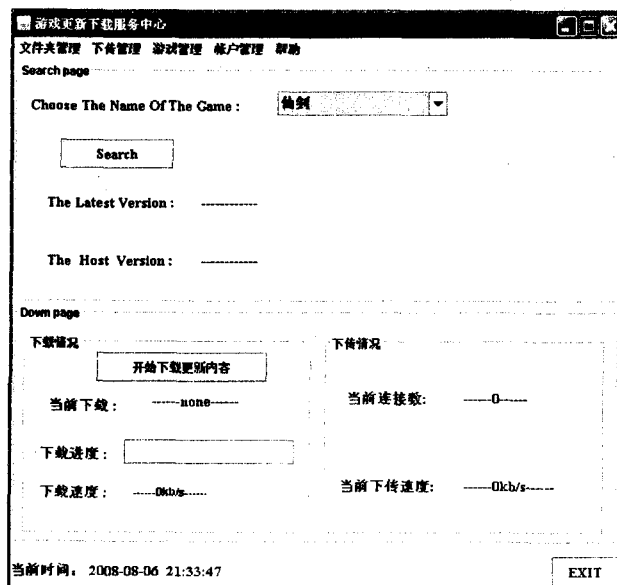 游戏更新下载服务中心
文件夹管理 下传管理 游戏管理 帐户管理 帮助
Search page
Choose The Name Of The Game : 仙剑
Search
The Latest Version : ------------
The Host Version : ------------
Down page
下载情况
开始下载更新内容
当前下载 : ------none------
下载进度 :
下载速度 : ------0kb/s------
下传情况
当前连接数: ------0------
当前下传速度: ------0kb/s------
当前时间: 2008-08-06 21:33:47
EXIT